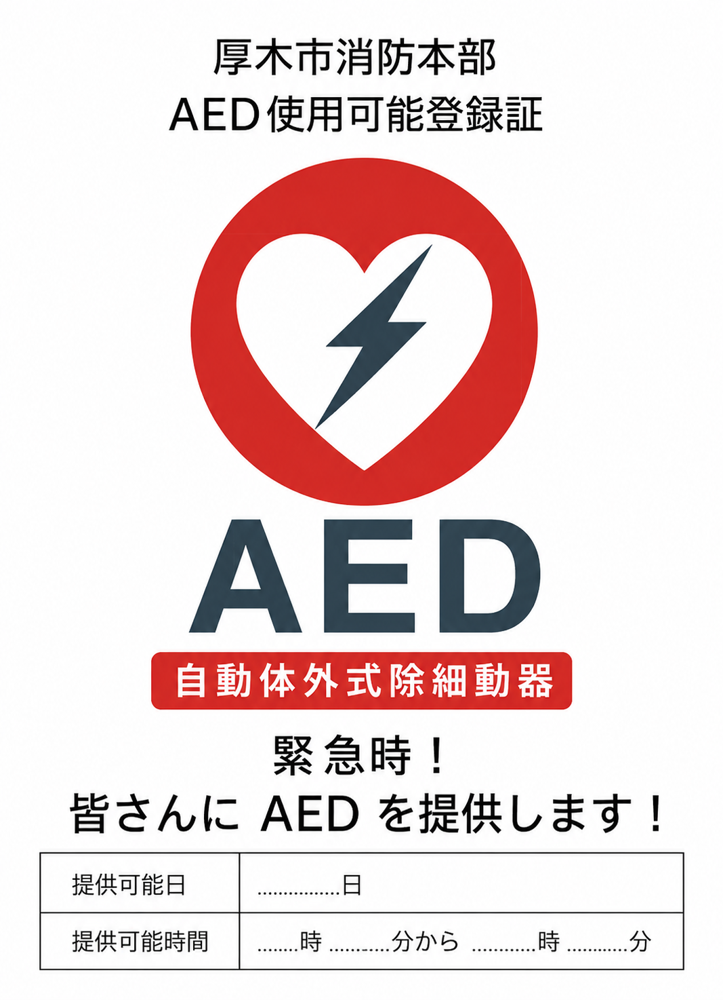 厚木市消防本部
AED使用可能登録証
AED
自動体外式除細動器
緊急時！
皆さんに AED を提供します！
提供可能日 ................日
提供可能時間 ........時 ............分から ............時 ............分